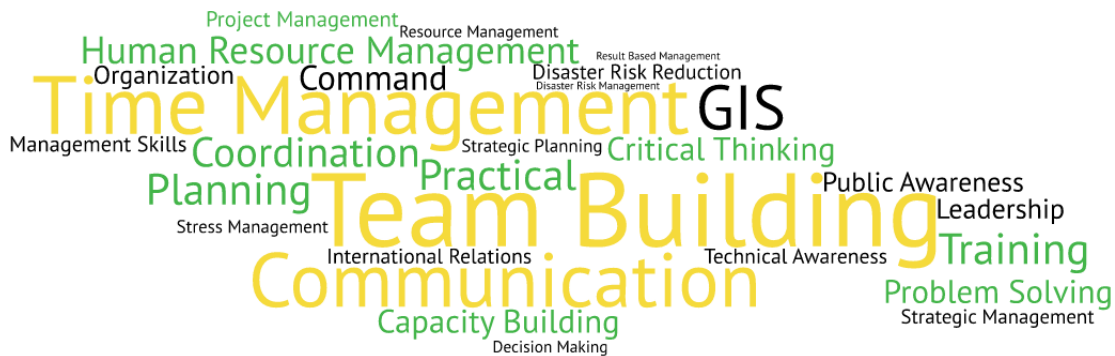 Project Management
Resource Management
Human Resource Management
Result Based Management
Organization
Command
Disaster Risk Reduction
Disaster Risk Management
Time Management
GIS
Management Skills
Coordination
Strategic Planning
Critical Thinking
Planning
Practical
Public Awareness
Team Building
Leadership
Stress Management
International Relations
Technical Awareness
Training
Communication
Problem Solving
Strategic Management
Capacity Building
Decision Making